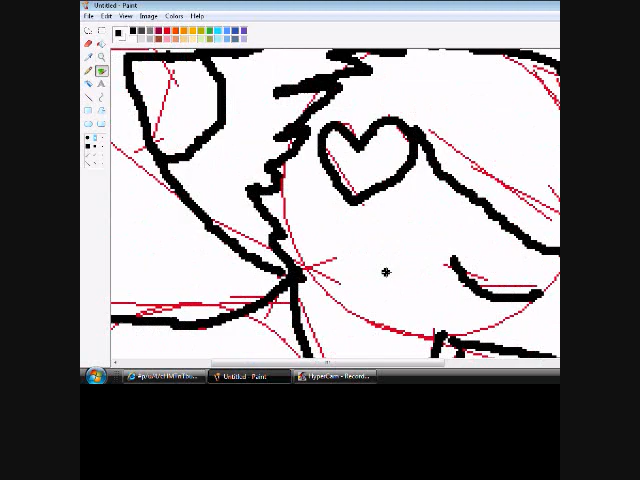 Untitled - Paint
File Edit View Image Colors Help
Untitled - Paint
HyperCam - Record...